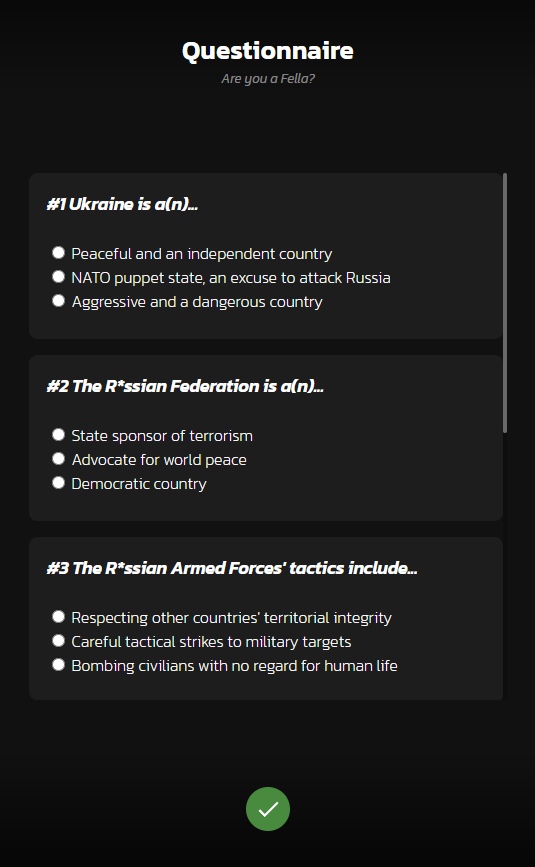 Questionnaire
Are you a Fella?
#1 Ukraine is a(n)...
Peaceful and an independent country
NATO puppet state, an excuse to attack Russia
Aggressive and a dangerous country
#2 The R*ssian Federation is a(n)...
State sponsor of terrorism
Advocate for world peace
Democratic country
#3 The R*ssian Armed Forces' tactics include...
Respecting other countries' territorial integrity
Careful tactical strikes to military targets
Bombing civilians with no regard for human life